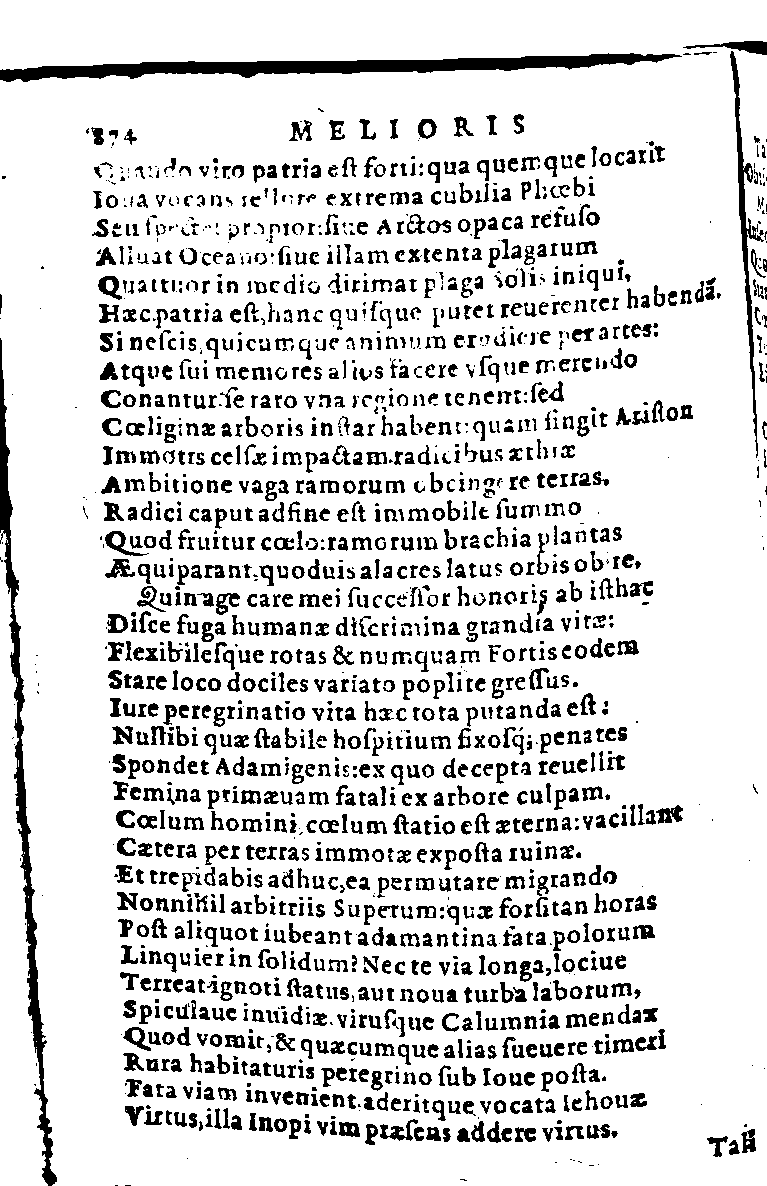 874 MELIORIS
Quando viro patria eſt forti:qua quemque locarit
Ioua vocans tellure extrema cubilia Phœbi
Seu ſpectet propior:ſiue Arctos opaca refuſo
Alluat Oceano:ſiue illam extenta plagarum
Quattuor in medio dirimat plaga Solis iniqui,
Hæc patria eſt,hanc quiſque putet reuerenter habendã.
Si neſcis,quicumque animum erudiere per artes:
Atque ſui memores alios facere vſque merendo
Conantur:ſe raro vna regione tenent:ſed
Cœliginæ arboris inſtar habent:quam fingit Ariſton
Immotis celſæ impactam radicibus æthræ
Ambitione vaga ramorum obcingere terras.
Radici caput adfine eſt immobile ſummo
Quod fruitur cœlo:ramorum brachia plantas
Æquiparant,quoduis alacres latus orbis obire,
Quin age care mei ſucceſſor honoris ab iſthac
Diſce fuga humanæ diſcrimina grandia vitæ:
Flexibileſque rotas & numquam Fortis eodem
Stare loco dociles variato poplite greſſus.
Iure peregrinatio vita hæc tota putanda eſt:
Nuſſibi quæ ſtabile hoſpitium fixoſq; penates
Spondet Adamigenis:ex quo decepta reuellit
Femina primæuam fatali ex arbore culpam.
Cœlum homini,cœlum ſtatio eſt æterna:vacillant
Cætera per terras immotæ expoſta ruinæ.
Et trepidabis adhuc,ea permutare migrando
Nonnihil arbitriis Superum:quæ forſitan horas
Poſt aliquot iubeant adamantina fata polorum
Linquier in ſolidum? Nec te via longa,lociue
Terreat ignoti ſtatus,aut noua turba laborum,
Spiculaue inuidiæ. viruſque Calumnia mendax
Quod vomit,& quæcumque alias ſueuere timeri
Rura habitaturis peregrino ſub Ioue poſta.
Fata viam invenient.aderitque vocata Iehouæ
Virtus,illa Inopi vim præſens addere virtus.